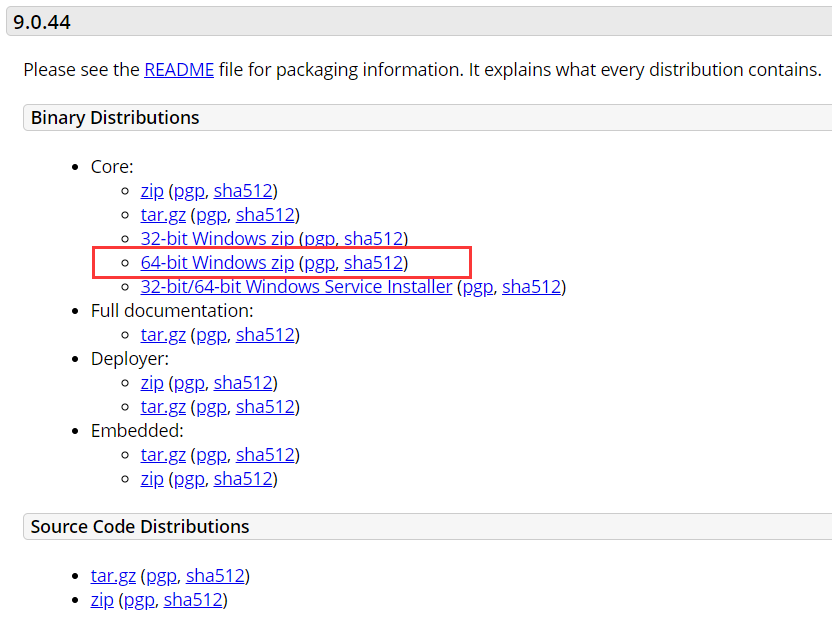 9.0.44
Please see the README file for packaging information. It explains what every distribution contains.
Binary Distributions
Core:
zip (pgp, sha512)
tar.gz (pgp, sha512)
32-bit Windows zip (pgp, sha512)
64-bit Windows zip (pgp, sha512)
32-bit/64-bit Windows Service Installer (pgp, sha512)
Full documentation:
tar.gz (pgp, sha512)
Deployer:
zip (pgp, sha512)
tar.gz (pgp, sha512)
Embedded:
tar.gz (pgp, sha512)
zip (pgp, sha512)
Source Code Distributions
tar.gz (pgp, sha512)
zip (pgp, sha512)